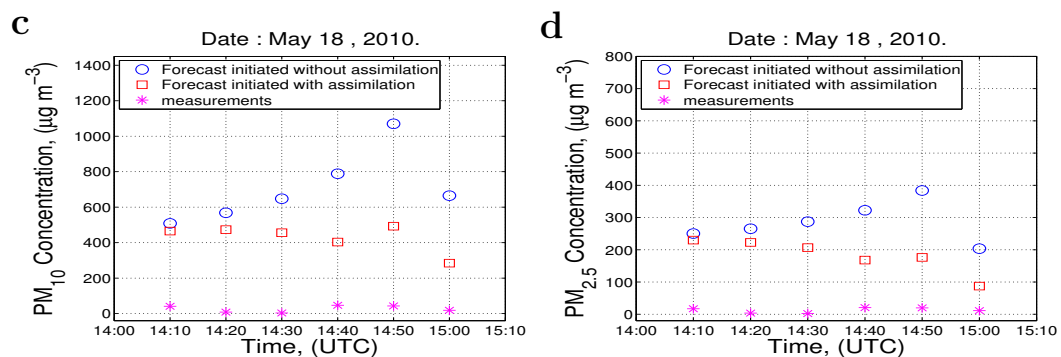 c
Date : May 18 , 2010.
PM10 Concentration, (μg m−3)
1400
1200
1000
800
600
400
200
0
Forecast initiated without assimilation
Forecast initiated with assimilation
measurements
14:00 14:10 14:20 14:30 14:40 14:50 15:00 15:10
Time, (UTC)
d
Date : May 18 , 2010.
PM2.5 Concentration, (μg m−3)
800
700
600
500
400
300
200
100
0
Forecast initiated without assimilation
Forecast initiated with assimilation
measurements
14:00 14:10 14:20 14:30 14:40 14:50 15:00 15:10
Time, (UTC)